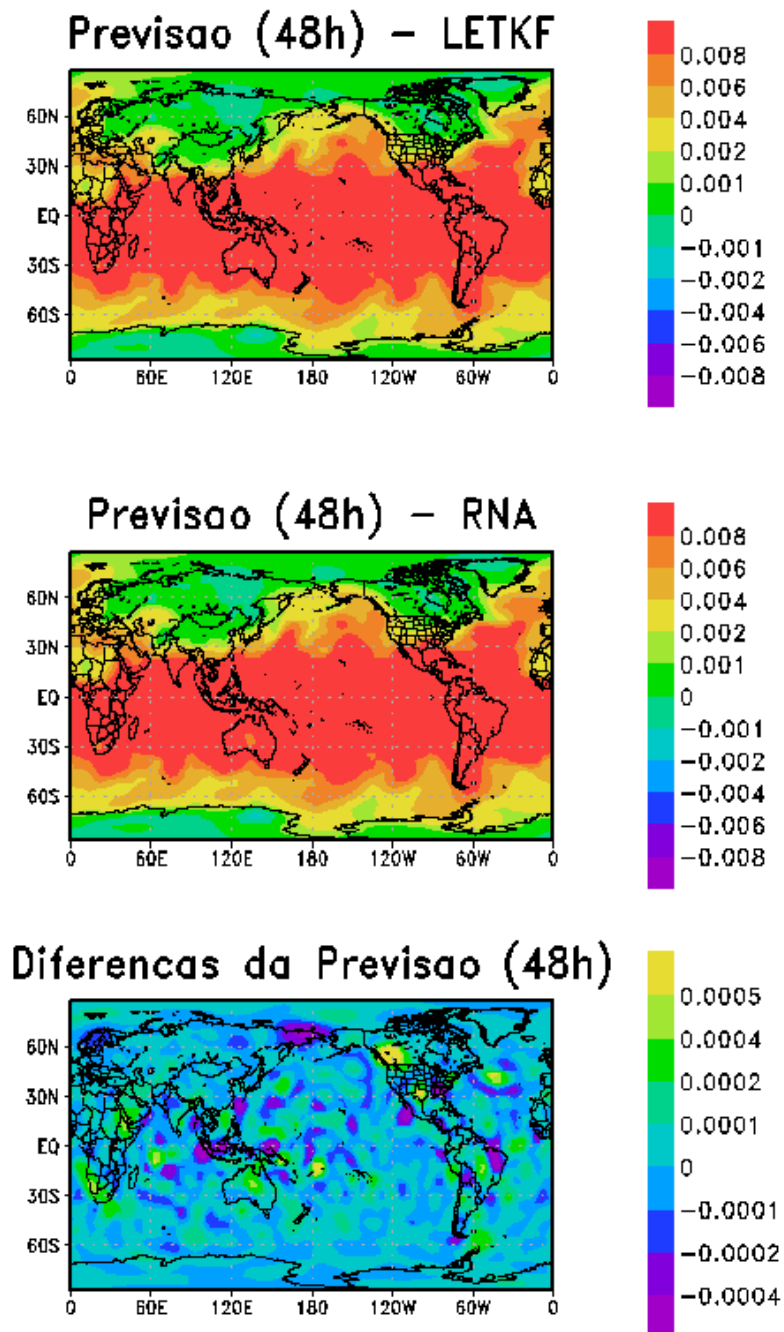 Previsao (48h) – LETKF
0.008
0.006
0.004
0.002
0.001
0
−0.001
−0.002
−0.004
−0.006
−0.008
60N
30N
EQ
30S
60S
0 60E 120E 180 120W 60W 0
Previsao (48h) – RNA
0.008
0.006
0.004
0.002
0.001
0
−0.001
−0.002
−0.004
−0.006
−0.008
60N
30N
EQ
30S
60S
0 60E 120E 180 120W 60W 0
Diferencas da Previsao (48h)
0.0005
0.0004
0.0002
0.0001
0
−0.0001
−0.0002
−0.0004
60N
30N
EQ
30S
60S
0 60E 120E 180 120W 60W 0